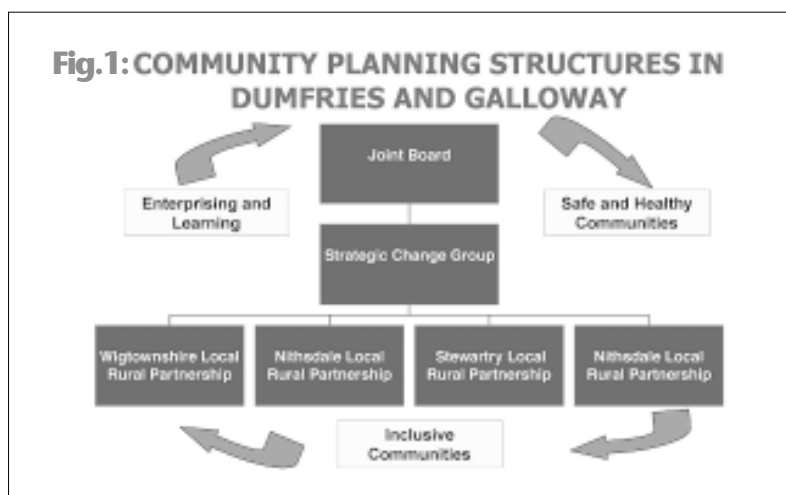 Fig.1: COMMUNITY PLANNING STRUCTURES IN
DUMFRIES AND GALLOWAY
Joint Board
Enterprising and
Learning
Safe and Healthy
Communities
Strategic Change Group
Wigtownshire Local
Rural Partnership
Nithsdale Local
Rural Partnership
Stewartry Local
Rural Partnership
Nithsdale Local
Rural Partnership
Inclusive
Communities